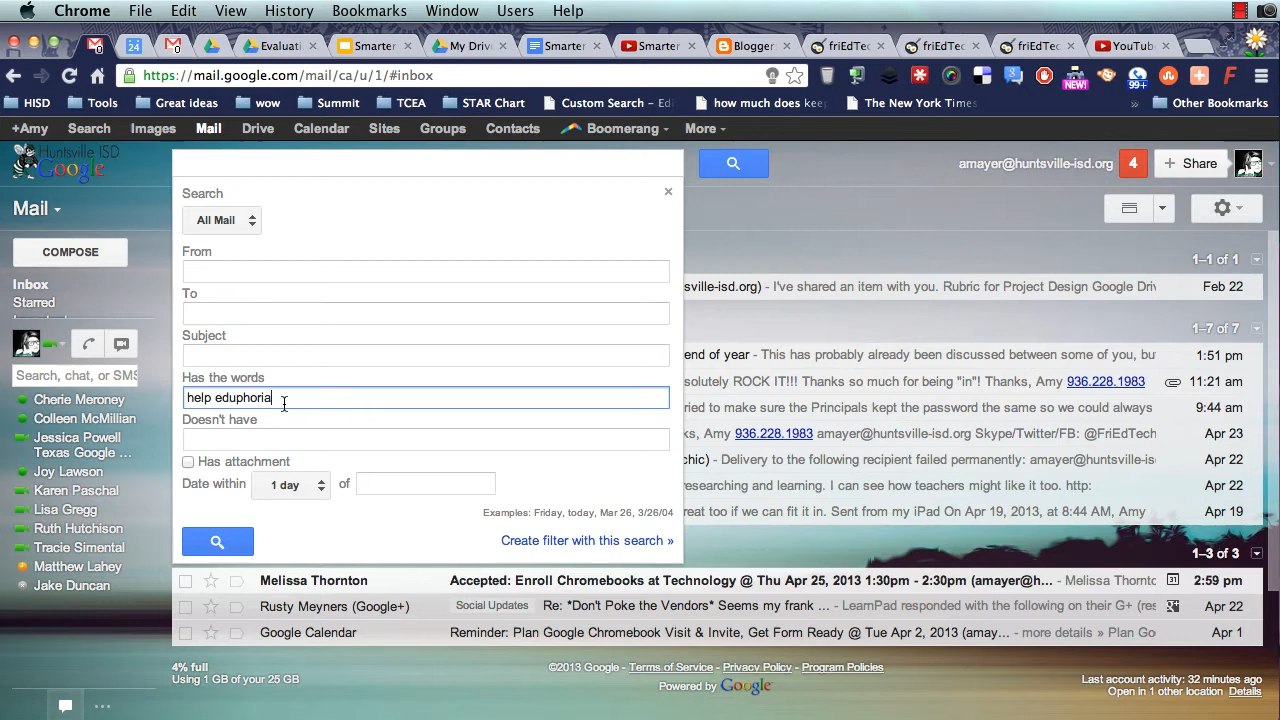 Chrome File Edit View History Bookmarks Window Users Help
24 Evaluati Smarter My Drive Smarter Smarter Blogger friEdTec friEdTec friEdTec YouTube
https://mail.google.com/mail/ca/u/1/#inbox
NEW! 99+
HISD Tools Great ideas wow Summit TCEA STAR Chart Custom Search – Edi how much does keep The New York Times » Other Bookmarks
+Amy Search Images Mail Drive Calendar Sites Groups Contacts Boomerang More
Huntsville ISD
Google
amayer@huntsville-isd.org 4 + Share
Mail
COMPOSE
Inbox
Starred
Search, chat, or SMS
Cherie Meroney
Colleen McMillian
Jessica Powell
Texas Google ...
Joy Lawson
Karen Paschal
Lisa Gregg
Ruth Hutchison
Tracie Simental
Matthew Lahey
Jake Duncan
Search
All Mail
From
To
Subject
Has the words
help eduphoria
Doesn't have
Has attachment
Date within 1 day of
Examples: Friday, today, Mar 26, 3/26/04
Create filter with this search »
1–1 of 1
sville-isd.org) - I've shared an item with you. Rubric for Project Design Google Driv Feb 22
1–7 of 7
end of year - This has probably already been discussed between some of you, but 1:51 pm
solutely ROCK IT!!! Thanks so much for being "in"! Thanks, Amy 936.228.1983 11:21 am
ried to make sure the Principals kept the password the same so we could always 9:44 am
s, Amy 936.228.1983 amayer@huntsville-isd.org Skype/Twitter/FB: @FriEdTech Apr 23
chic) - Delivery to the following recipient failed permanently: amayer@huntsville-is Apr 22
researching and learning. I can see how teachers might like it too. http: Apr 22
reat too if we can fit it in. Sent from my iPad On Apr 19, 2013, at 8:44 AM, Amy Apr 19
1–3 of 3
Melissa Thornton Accepted: Enroll Chromebooks at Technology @ Thu Apr 25, 2013 1:30pm - 2:30pm (amayer@h... - Melissa Thornto 2:59 pm
Rusty Meyners (Google+) Social Updates Re: *Don't Poke the Vendors* Seems my frank ... - LearnPad responded with the following on their G+ (res Apr 22
Google Calendar Reminder: Plan Google Chromebook Visit & Invite, Get Form Ready @ Tue Apr 2, 2013 (amay... - more details » Plan Go Apr 1
4% full
Using 1 GB of your 25 GB
©2013 Google - Terms of Service - Privacy Policy - Program Policies
Powered by Google
Last account activity: 32 minutes ago
Open in 1 other location Details